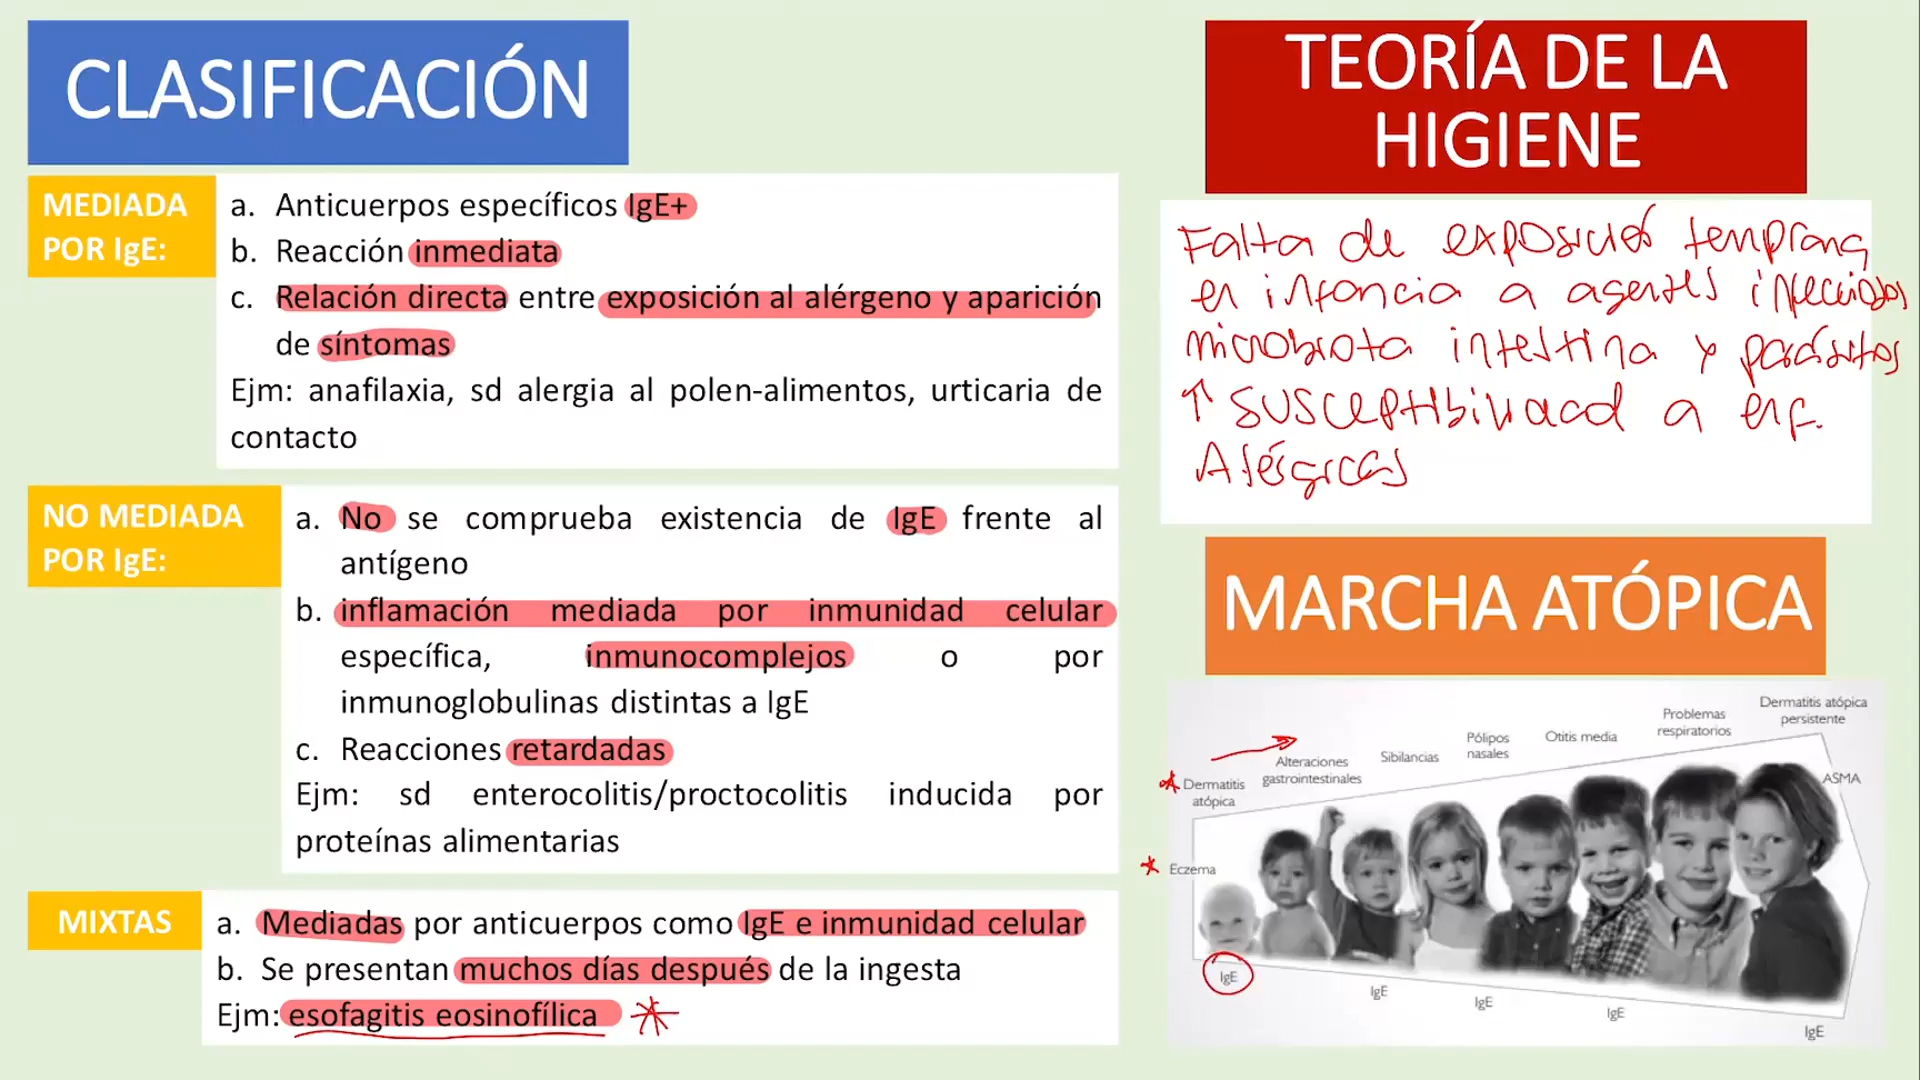 CLASIFICACIÓN
MEDIADA
POR IgE:
a. Anticuerpos específicos IgE+
b. Reacción inmediata
c. Relación directa entre exposición al alérgeno y aparición
de síntomas
Ejm: anafilaxia, sd alergia al polen-alimentos, urticaria de
contacto
NO MEDIADA
POR IgE:
a. No se comprueba existencia de IgE frente al
antígeno
b. inflamación mediada por inmunidad celular
específica, inmunocomplejos o por
inmunoglobulinas distintas a IgE
c. Reacciones retardadas
Ejm: sd enterocolitis/proctocolitis inducida por
proteínas alimentarias
MIXTAS
a. Mediadas por anticuerpos como IgE e inmunidad celular
b. Se presentan muchos días después de la ingesta
Ejm: esofagitis eosinofílica
TEORÍA DE LA
HIGIENE
Falta de exposición temprana
en infancia a agentes infecciosos
microbiota intestina y parásitos
↑ susceptibilidad a enf.
Alérgicas
MARCHA ATÓPICA
Dermatitis
atópica
Alteraciones
gastrointestinales
Sibilancias
Pólipos
nasales
Otitis media
Problemas
respiratorios
Dermatitis atópica
persistente
ASMA
Eczema
IgE
IgE
IgE
IgE
IgE